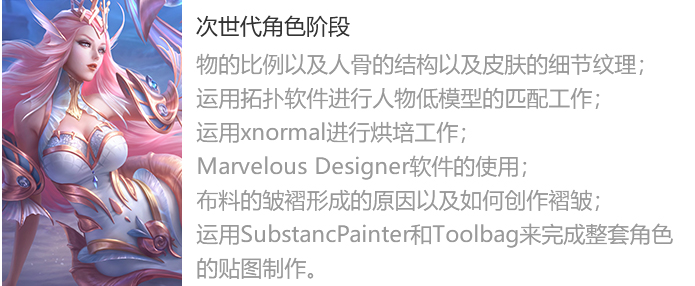 次世代角色阶段
物的比例以及人骨的结构以及皮肤的细节纹理；
运用拓扑软件进行人物低模型的匹配工作；
运用xnormal进行烘培工作；
Marvelous Designer软件的使用；
布料的皱褶形成的原因以及如何创作褶皱；
运用SubstancPainter和Toolbag来完成整套角色
的贴图制作。